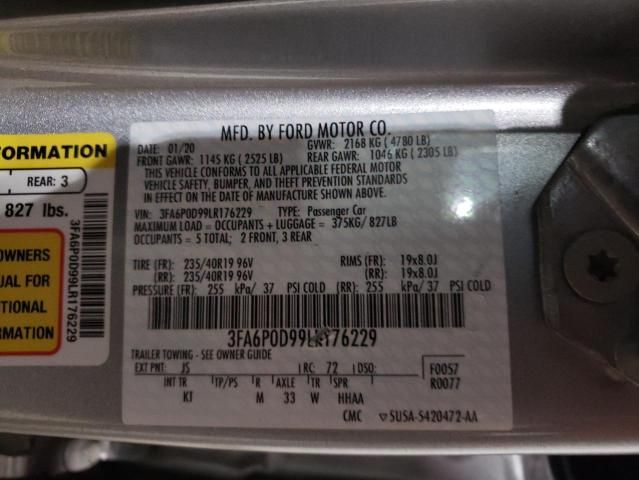 FORMATION
REAR: 3
827 lbs.
OWNERS
UAL FOR
TIONAL
RMATION
3FA6P0D99LR176229
MFD. BY FORD MOTOR CO.
DATE: 01/20 GVWR: 2168 KG ( 4780 LB)
FRONT GAWR: 1145 KG ( 2525 LB) REAR GAWR: 1046 KG ( 2305 LB)
THIS VEHICLE CONFORMS TO ALL APPLICABLE FEDERAL MOTOR
VEHICLE SAFETY, BUMPER, AND THEFT PREVENTION STANDARDS
IN EFFECT ON THE DATE OF MANUFACTURE SHOWN ABOVE.
VIN: 3FA6P0D99LR176229 TYPE: Passenger Car
MAXIMUM LOAD = OCCUPANTS + LUGGAGE = 375KG/ 827LB
OCCUPANTS = 5 TOTAL; 2 FRONT, 3 REAR
TIRE (FR): 235/40R19 96V RIMS (FR): 19x8.0J
(RR): 235/40R19 96V (RR): 19x8.0J
PRESSURE (FR): 255 kPa/ 37 PSI COLD (RR): 255 kPa/ 37 PSI COLD
3FA6P0D99LR176229
TRAILER TOWING - SEE OWNER GUIDE
EXT PNT: JS RC: 72 DSO: F0057
INT TR TP/PS R AXLE TR SPR R0077
KT M 33 W HHAA
CMC ▽SUSA-5420472-AA